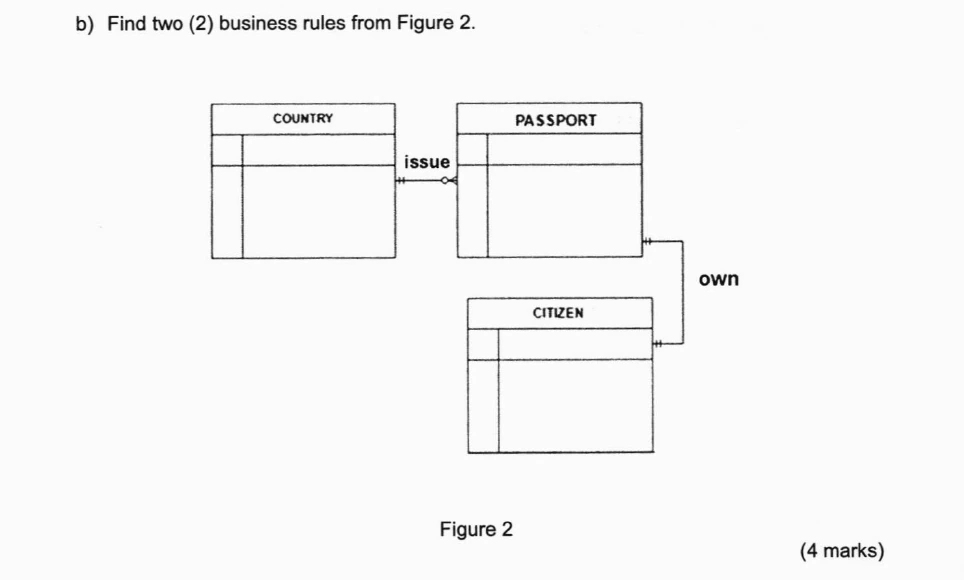 b) Find two (2) business rules from Figure 2.
COUNTRY
PASSPORT
issue
own
CITIZEN
Figure 2
(4 marks)